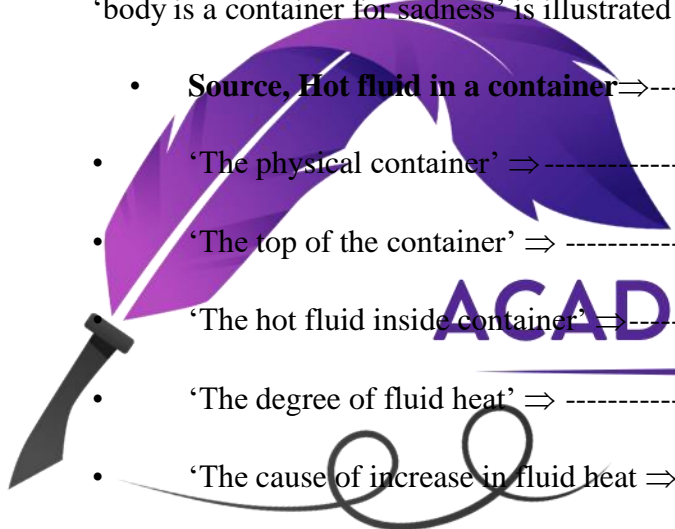 ‘body is a container for sadness’ is illustrated
• Source, Hot fluid in a container⇒--
• ‘The physical container’ ⇒-------------
• ‘The top of the container’ ⇒ -----------
ACAD
• ‘The hot fluid inside container’ ⇒----
• ‘The degree of fluid heat’ ⇒ -----------
• ‘The cause of increase in fluid heat ⇒